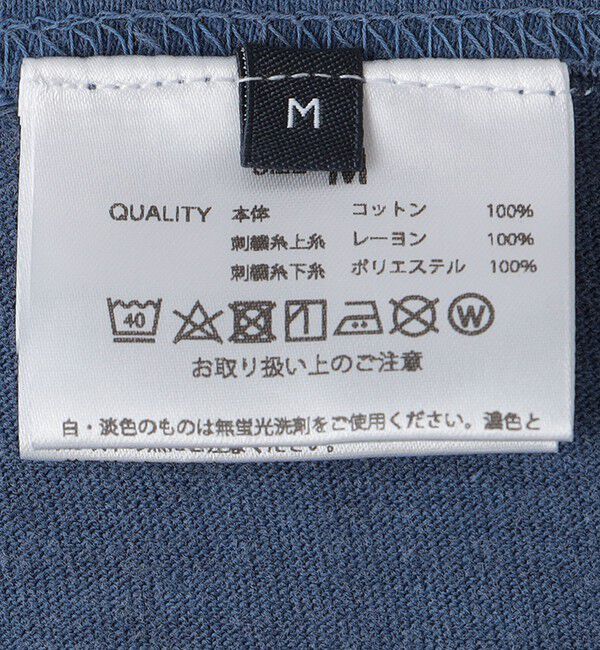 M
QUALITY 本体 コットン 100%
刺繍糸上糸 レーヨン 100%
刺繍糸下糸 ポリエステル 100%
40 W
お取り扱い上のご注意
白・淡色のものは無蛍光洗剤をご使用ください。濃色と